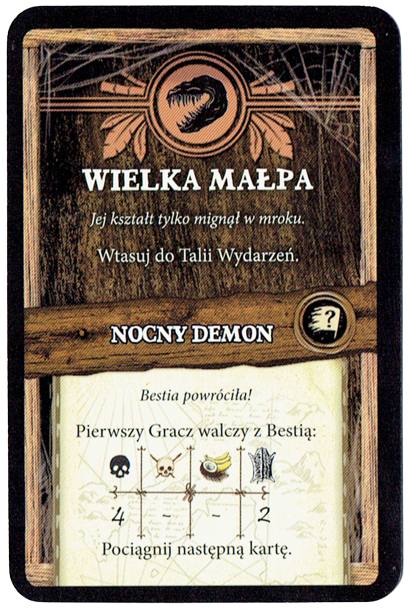 WIELKA MAŁPA
Jej kształt tylko mignął w mroku.
Wtasuj do Talii Wydarzeń.
?
NOCNY DEMON
Bestia powróciła!
Pierwszy Gracz walczy z Bestią:
4 - - 2
Pociągnij następną kartę.